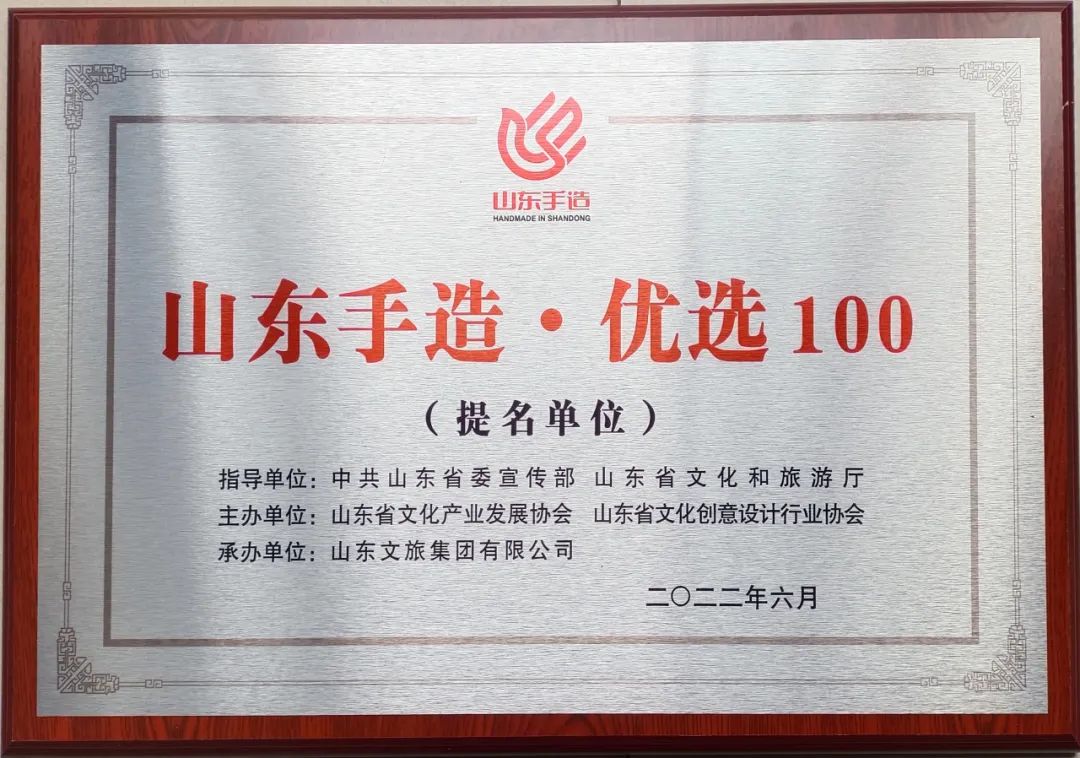 山东手造
HANDMADE IN SHANDONG
山东手造·优选100
（提名单位）
指导单位：中共山东省委宣传部 山东省文化和旅游厅
主办单位：山东省文化产业发展协会 山东省文化创意设计行业协会
承办单位：山东文旅集团有限公司
二〇二二年六月